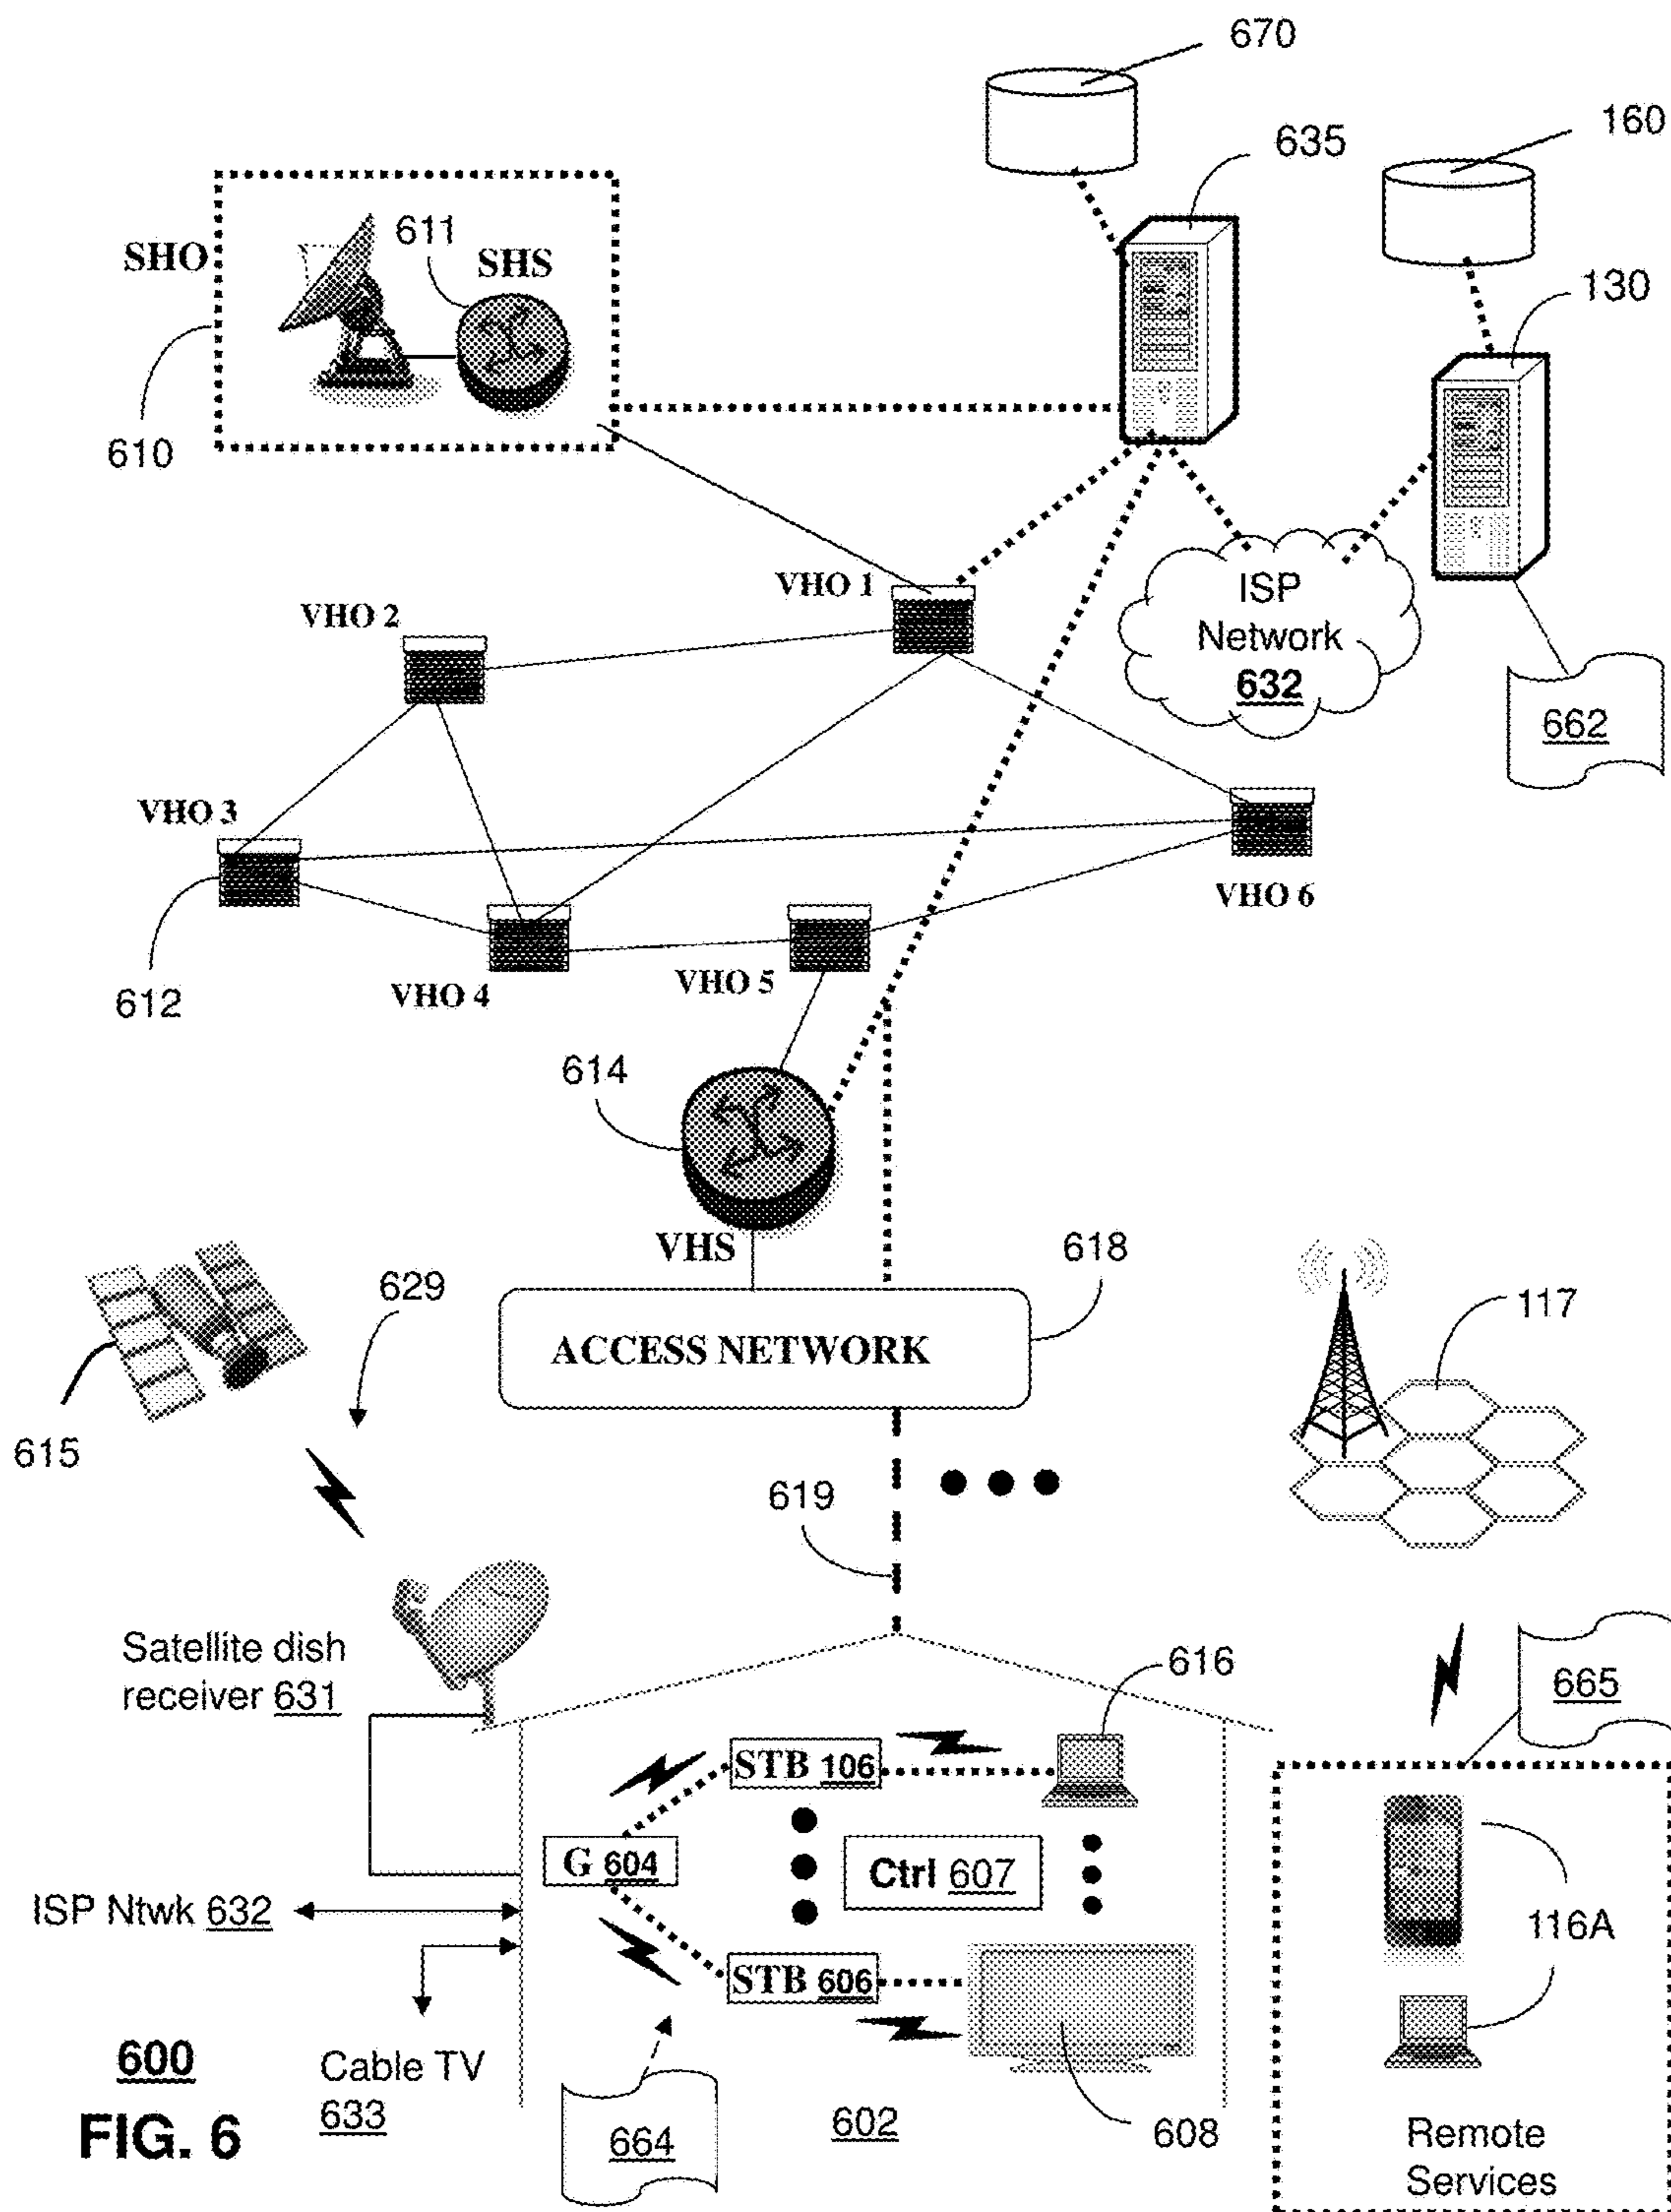 670
160
635
130
611
SHO
SHS
610
VHO 1
VHO 2
ISP
Network
632
662
VHO 3
VHO 6
VHO 4
VHO 5
612
614
VHS
618
629
ACCESS NETWORK
117
615
619
Satellite dish
receiver 631
616
665
STB 106
G 604
Ctrl 607
ISP Ntwk 632
116A
STB 606
600
Cable TV
633
FIG. 6
664
602
608
Remote
Services